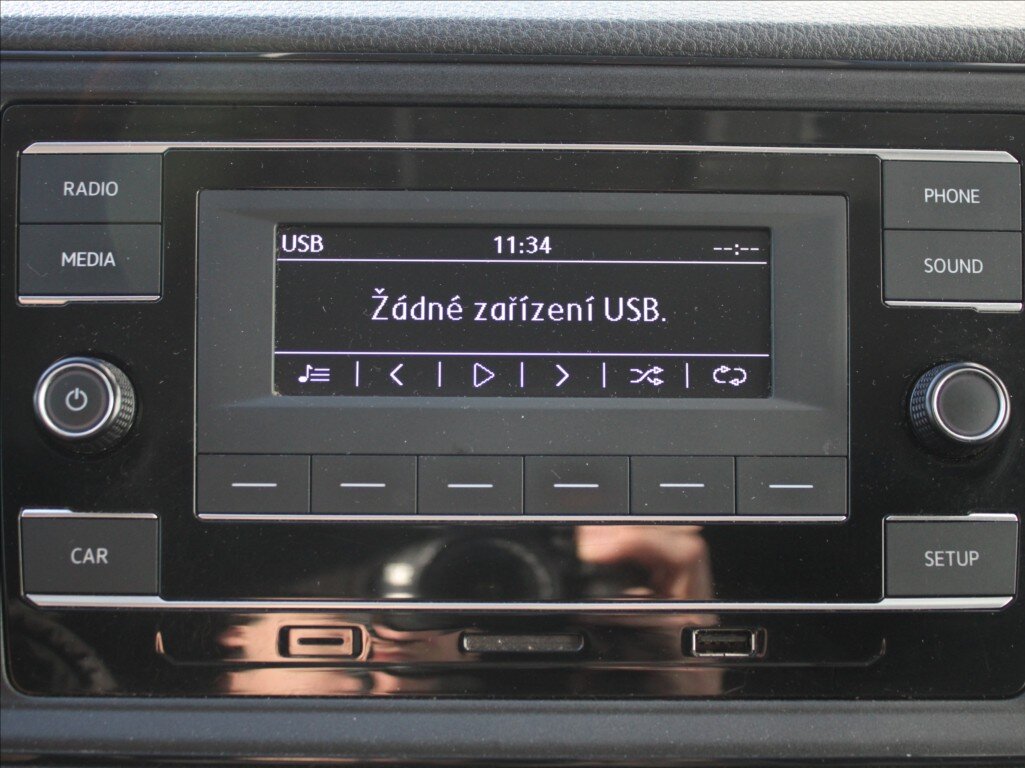 RADIO
MEDIA
USB 11:34 --:--
Žádné zařízení USB.
PHONE
SOUND
CAR
SETUP